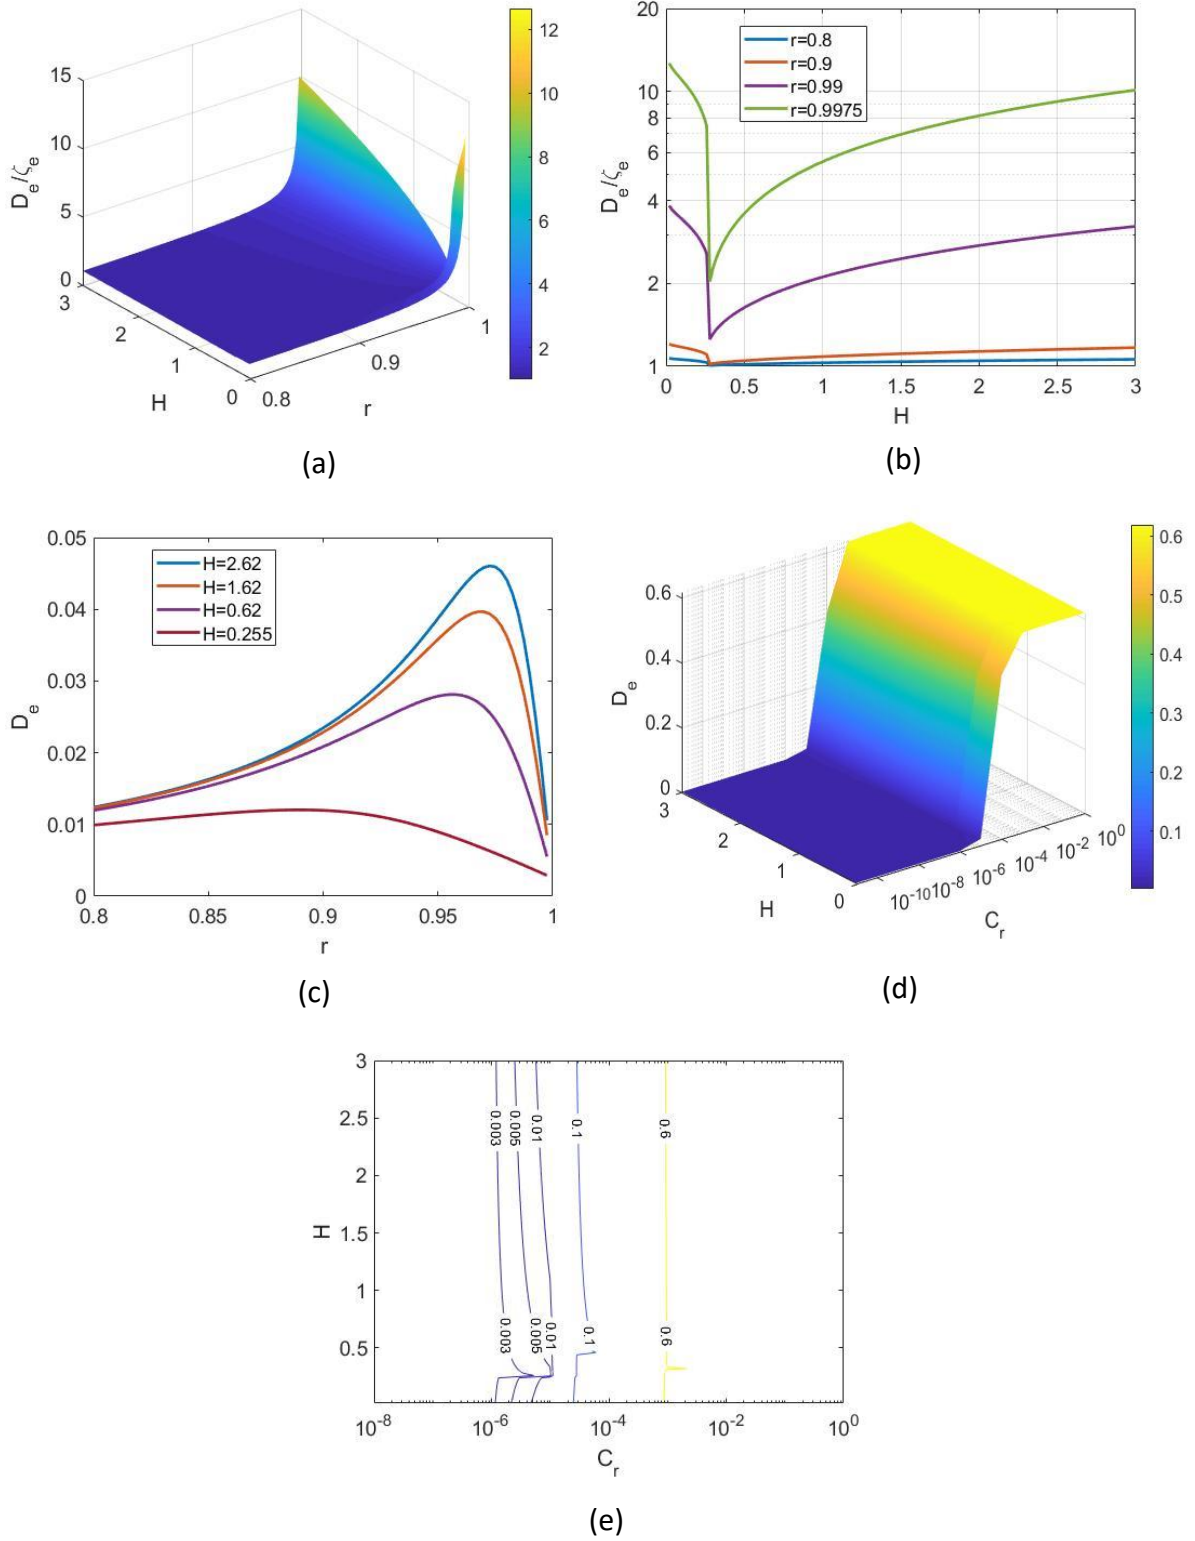 15
10
5
0
D_e/ζ_e
3
2
1
0
H
0.8
0.9
1
r
12
10
8
6
4
2
(a)
20
10
8
6
4
2
1
D_e/ζ_e
r=0.8
r=0.9
r=0.99
r=0.9975
0 0.5 1 1.5 2 2.5 3
H
(b)
0.05
0.04
0.03
0.02
0.01
0
D_e
H=2.62
H=1.62
H=0.62
H=0.255
0.8 0.85 0.9 0.95 1
r
(c)
0.6
0.4
0.2
0
D_e
3
2
1
0
H
10^-10 10^-8 10^-6 10^-4 10^-2 10^0
C_r
0.6
0.5
0.4
0.3
0.2
0.1
(d)
3
2.5
2
1.5
1
0.5
H
0.003 0.005 0.01 0.1 0.6
0.003 0.005 0.01 0.1 0.6
10^-8 10^-6 10^-4 10^-2 10^0
C_r
(e)